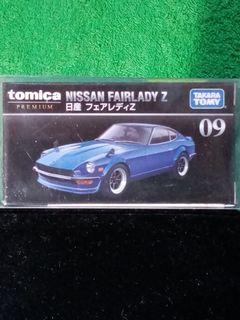 tomica NISSAN FAIRLADY Z
PREMIUM 日産 フェアレディZ
TAKARA
TOMY
09